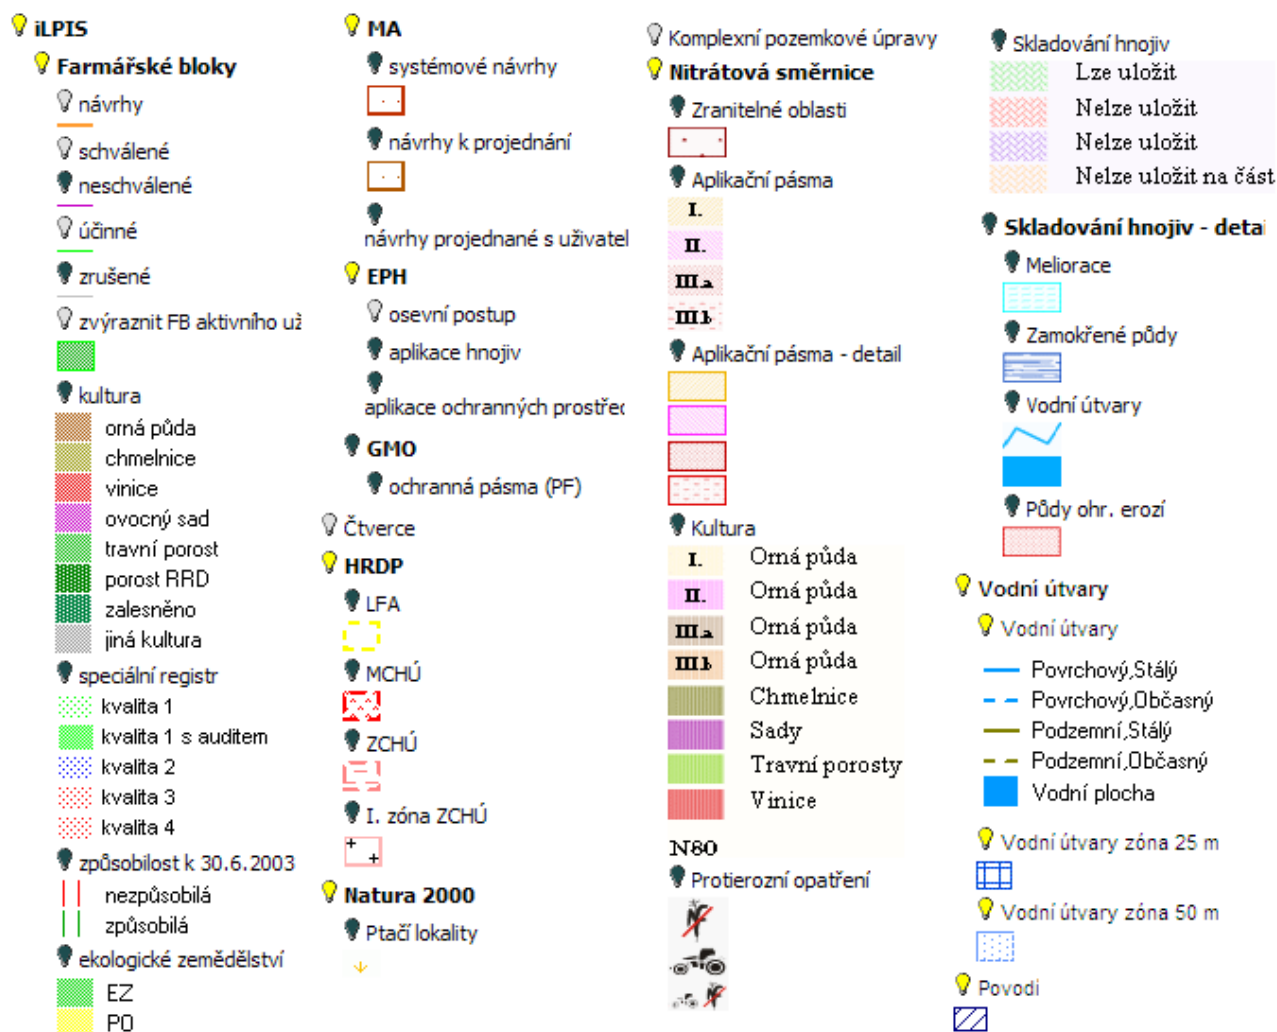 iLPIS
Farmářské bloky
návrhy
schválené
neschválené
účinné
zrušené
zvýraznit FB aktivního už
kultura
orná půda
chmelnice
vinice
ovocný sad
travní porost
porost RRD
zalesněno
jiná kultura
speciální registr
kvalita 1
kvalita 1 s auditem
kvalita 2
kvalita 3
kvalita 4
způsobilost k 30.6.2003
nezpůsobilá
způsobilá
ekologické zemědělství
EZ
PO
MA
systémové návrhy
návrhy k projednání
návrhy projednané s uživatel
EPH
osevní postup
aplikace hnojiv
aplikace ochranných prostřec
GMO
ochranná pásma (PF)
Čtverce
HRDP
LFA
MCHÚ
ZCHÚ
I. zóna ZCHÚ
Natura 2000
Ptačí lokality
Komplexní pozemkové úpravy
Nitrátová směrnice
Zranitelné oblasti
Aplikační pásma
I.
II.
III.a
III.b
Aplikační pásma - detail
Kultura
I. Orná půda
II. Orná půda
III.a Orná půda
III.b Orná půda
Chmelnice
Sady
Travní porosty
Vinice
N80
Protierozní opatření
Skladování hnojiv
Lze uložit
Nelze uložit
Nelze uložit
Nelze uložit na část
Skladování hnojiv - detai
Meliorace
Zamokřené půdy
Vodní útvary
Půdy ohr. erozí
Vodní útvary
Vodní útvary
Povrchový,Stálý
Povrchový,Občasný
Podzemní,Stálý
Podzemní,Občasný
Vodní plocha
Vodní útvary zóna 25 m
Vodní útvary zóna 50 m
Povodí